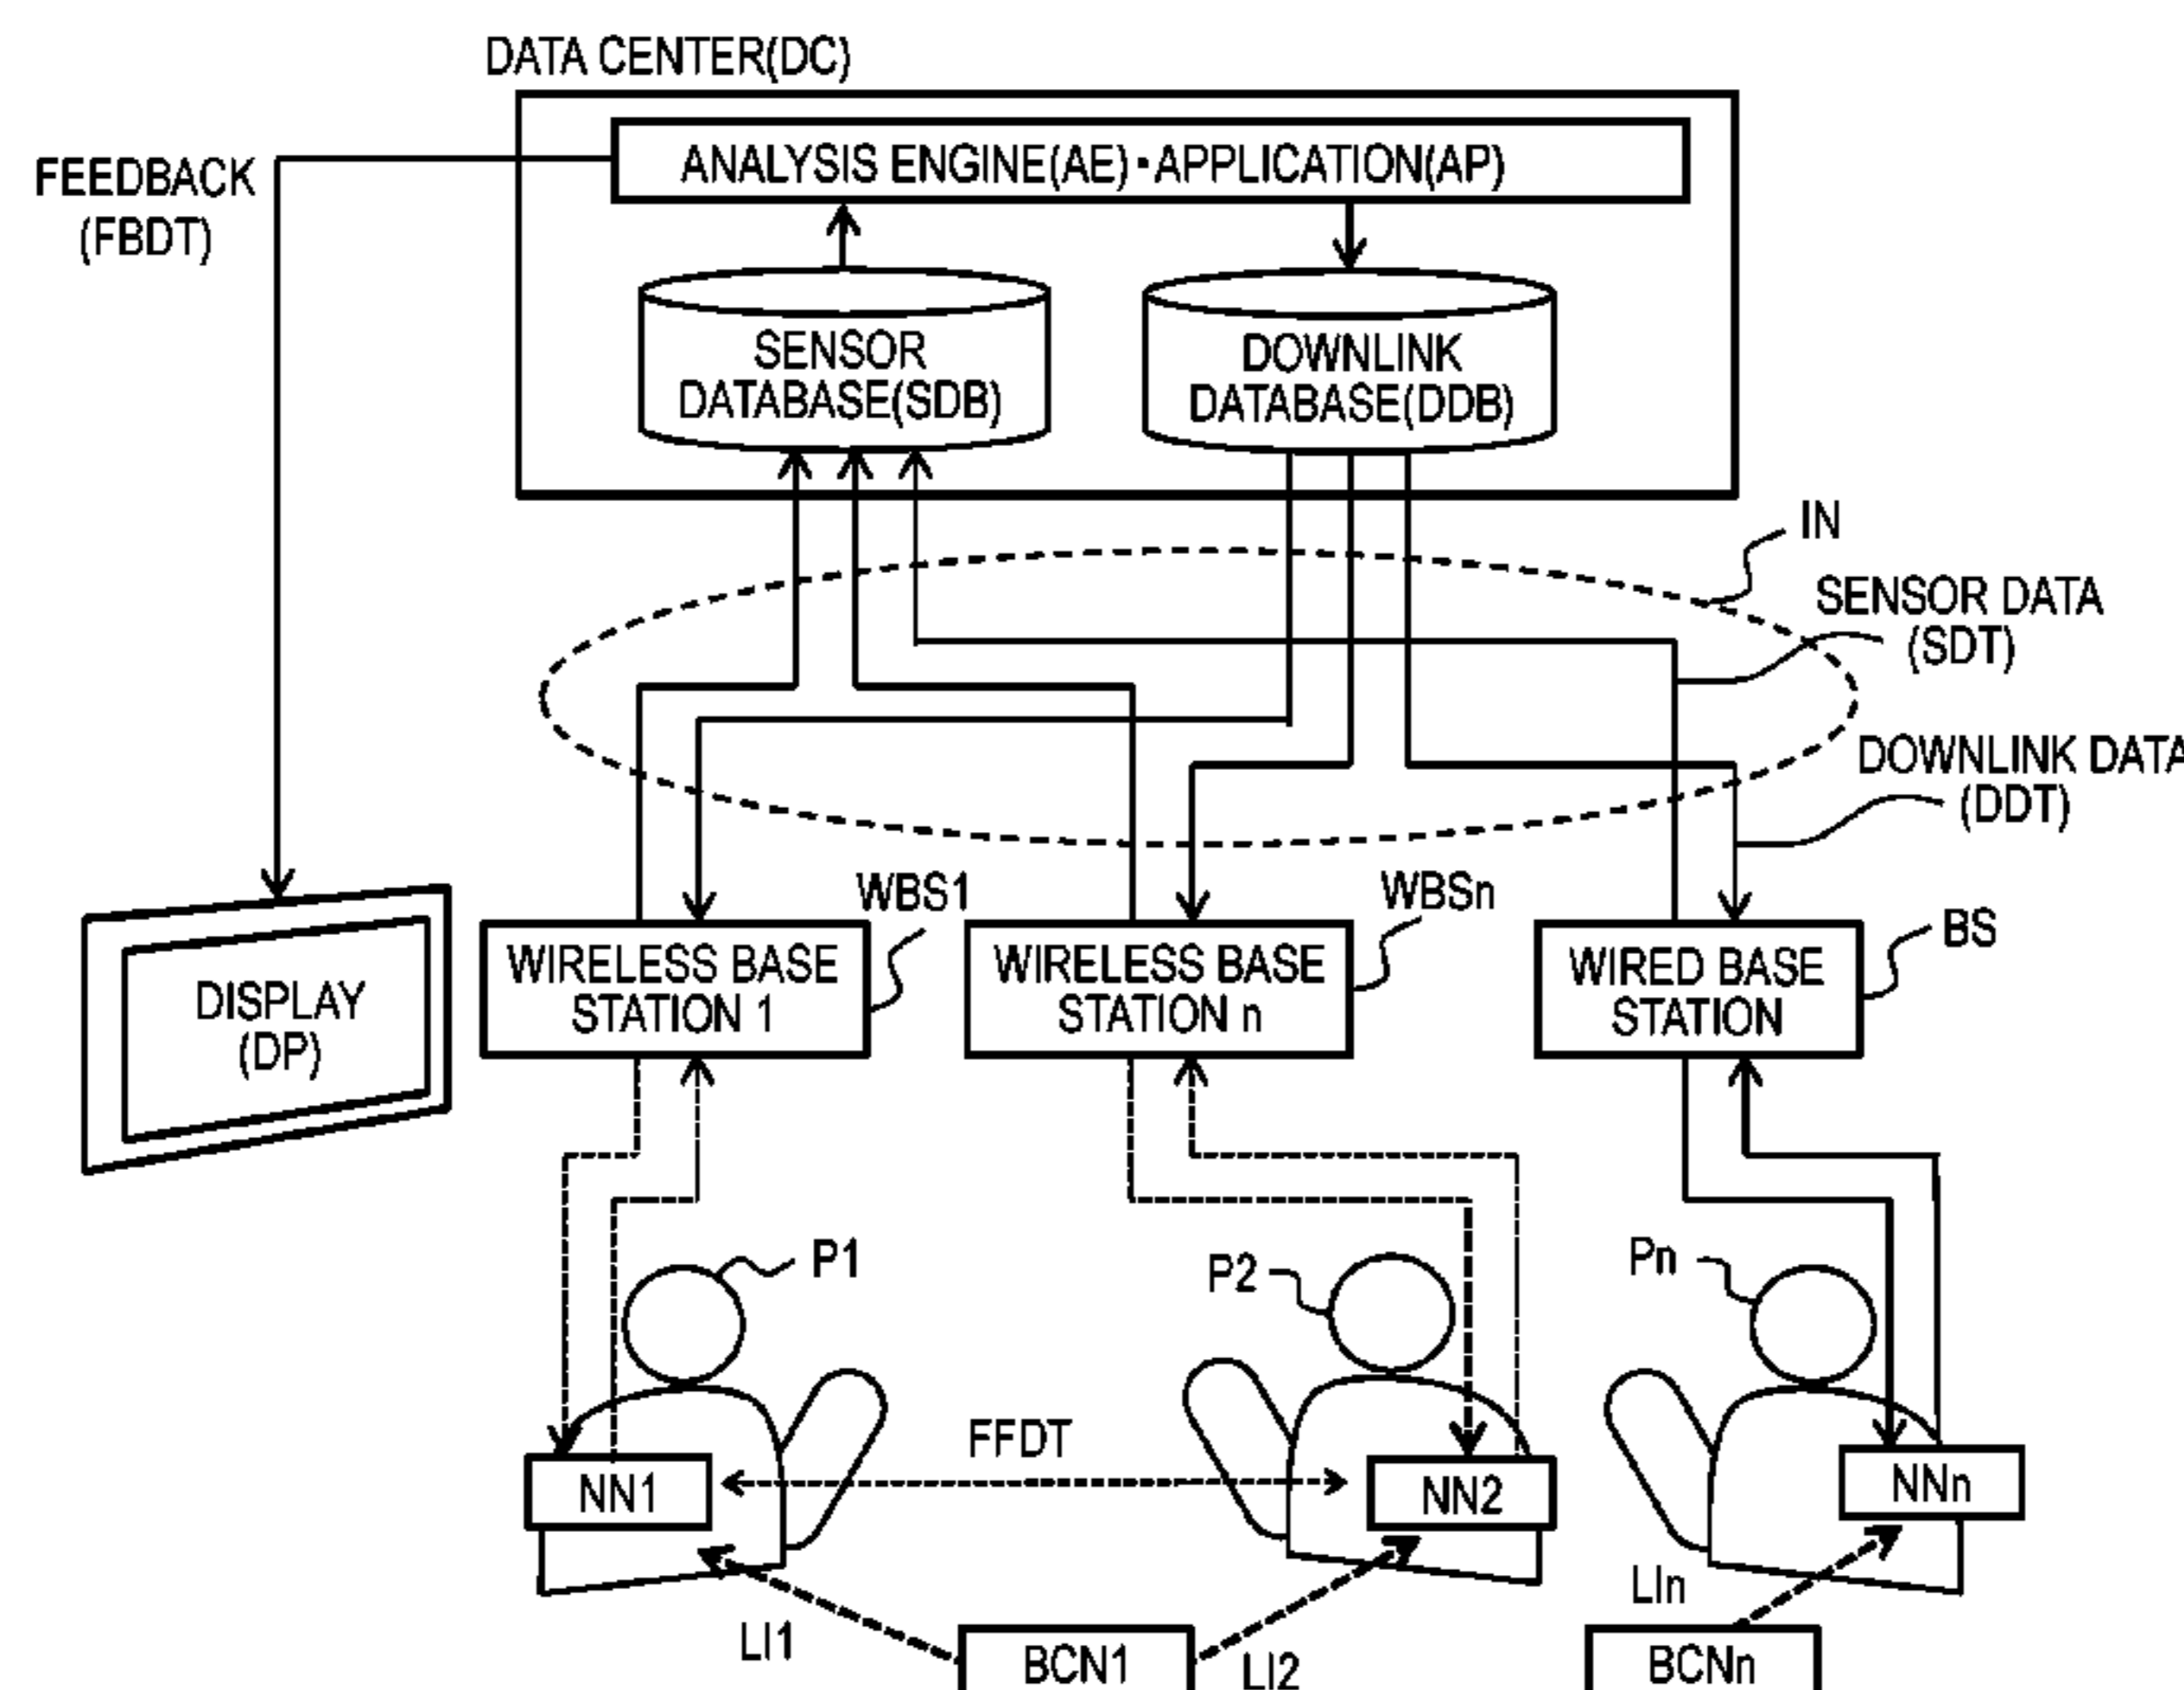 DATA CENTER(DC)
ANALYSIS ENGINE(AE)・APPLICATION(AP)
FEEDBACK
(FBDT)
SENSOR
DATABASE(SDB)
DOWNLINK
DATABASE(DDB)
IN
SENSOR DATA
(SDT)
DOWNLINK DATA
(DDT)
WBS1
WBSn
BS
WIRELESS BASE
STATION 1
WIRELESS BASE
STATION n
WIRED BASE
STATION
DISPLAY
(DP)
P1
P2
Pn
FFDT
NN1
NN2
NNn
LI1
LI2
LIn
BCN1
BCNn